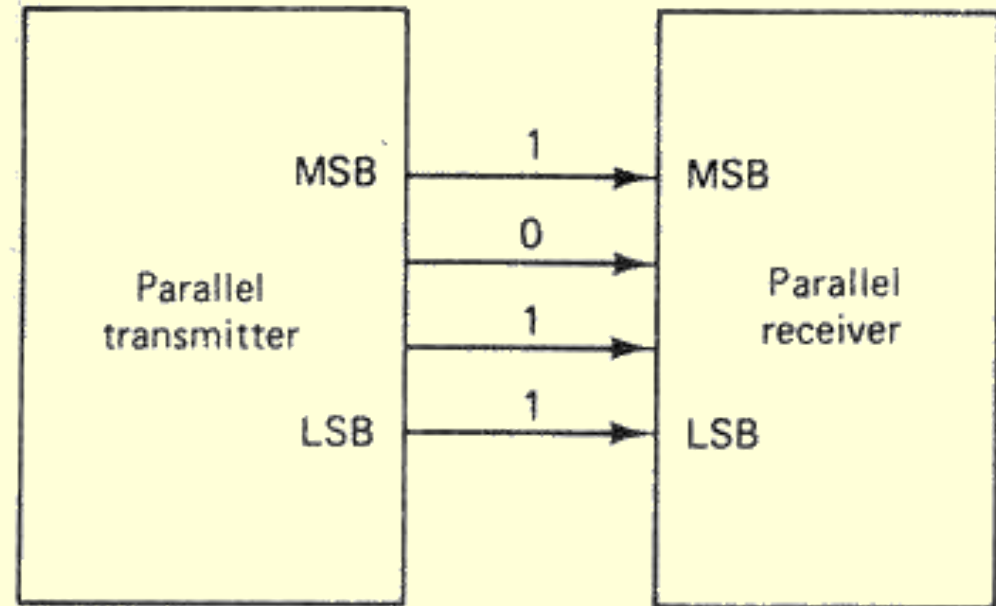 1
MSB
MSB
0
Parallel
transmitter
Parallel
receiver
1
1
LSB
LSB